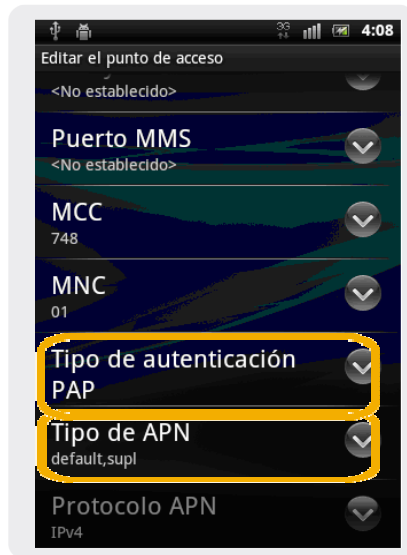 3G
4:08
Editar el punto de acceso
<No establecido>
Puerto MMS
<No establecido>
MCC
748
MNC
01
Tipo de autenticación
PAP
Tipo de APN
default,supl
Protocolo APN
IPv4